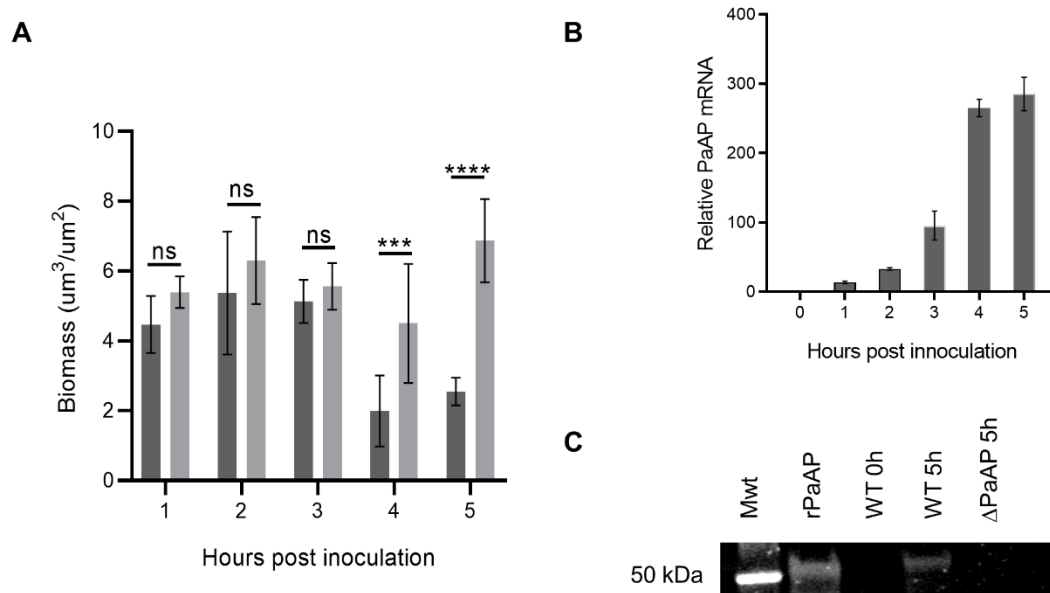 A
Biomass (um³/um²)
10
8
6
4
2
0
ns
ns
ns
***
****
1 2 3 4 5
Hours post inoculation
B
Relative PaAP mRNA
400
300
200
100
0
0 1 2 3 4 5
Hours post innoculation
C
Mwt
rPaAP
WT 0h
WT 5h
ΔPaAP 5h
50 kDa